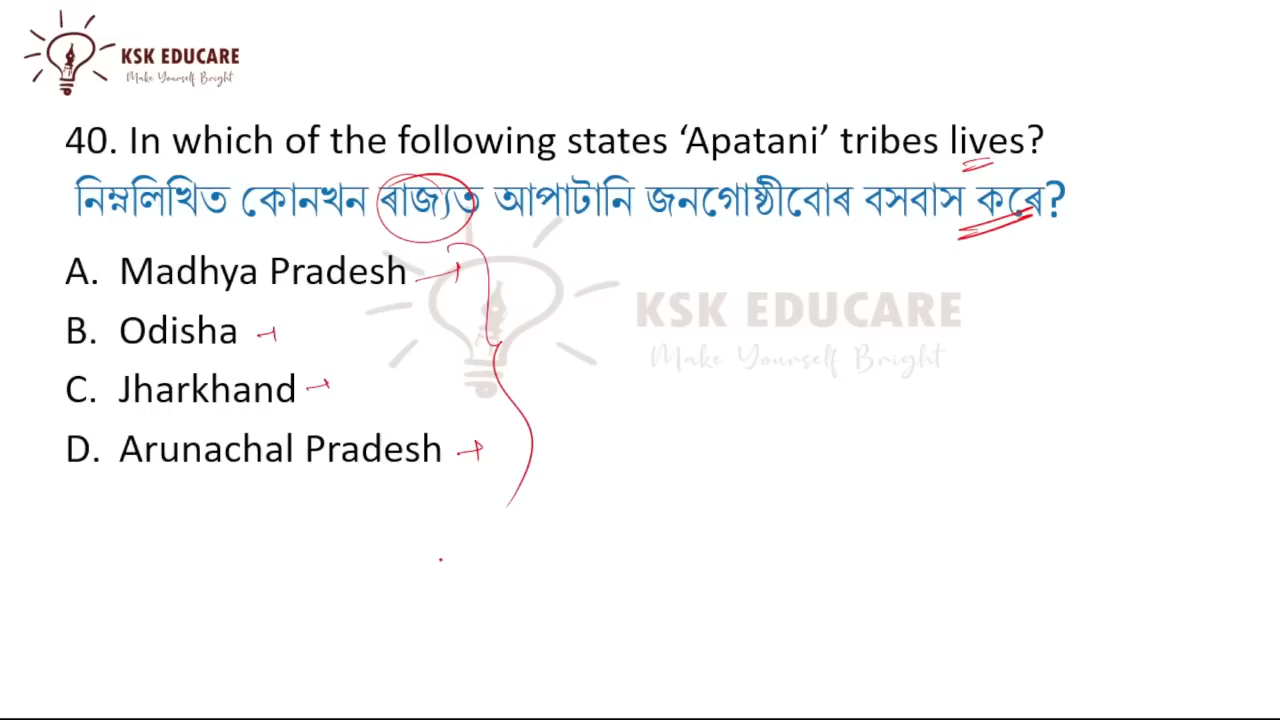 KSK EDUCARE
Make Yourself Bright
40. In which of the following states ‘Apatani’ tribes lives?
নিম্নলিখিত কোনখন ৰাজ্যত আপাটানি জনগোষ্ঠীবোৰ বসবাস কৰে?
A. Madhya Pradesh
B. Odisha
C. Jharkhand
D. Arunachal Pradesh
KSK EDUCARE
Make Yourself Bright